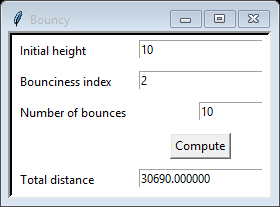 Bouncy
Initial height 10
Bounciness index 2
Number of bounces 10
Compute
Total distance 30690.000000